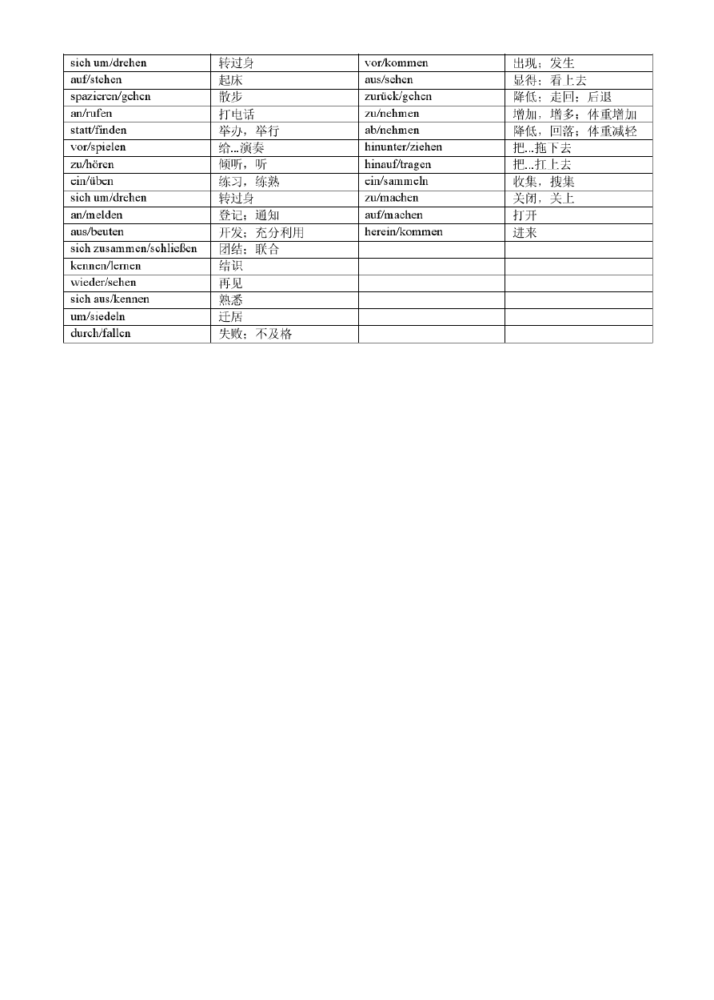 sich um/drehen 转过身 vor/kommen 出现；发生
auf/stehen 起床 aus/sehen 显得；看上去
spazieren/gehen 散步 zurück/gehen 降低；走回；后退
an/rufen 打电话 zu/nehmen 增加，增多；体重增加
statt/finden 举办，举行 ab/nehmen 降低，回落；体重减轻
vor/spielen 给...演奏 hinunter/ziehen 把...拖下去
zu/hören 倾听，听 hinauf/tragen 把...扛上去
ein/üben 练习，练熟 ein/sammeln 收集，搜集
sich um/drehen 转过身 zu/machen 关闭，关上
an/melden 登记；通知 auf/machen 打开
aus/beuten 开发；充分利用 herein/kommen 进来
sich zusammen/schließen 团结；联合
kennen/lernen 结识
wieder/sehen 再见
sich aus/kennen 熟悉
um/siedeln 迁居
durch/fallen 失败；不及格